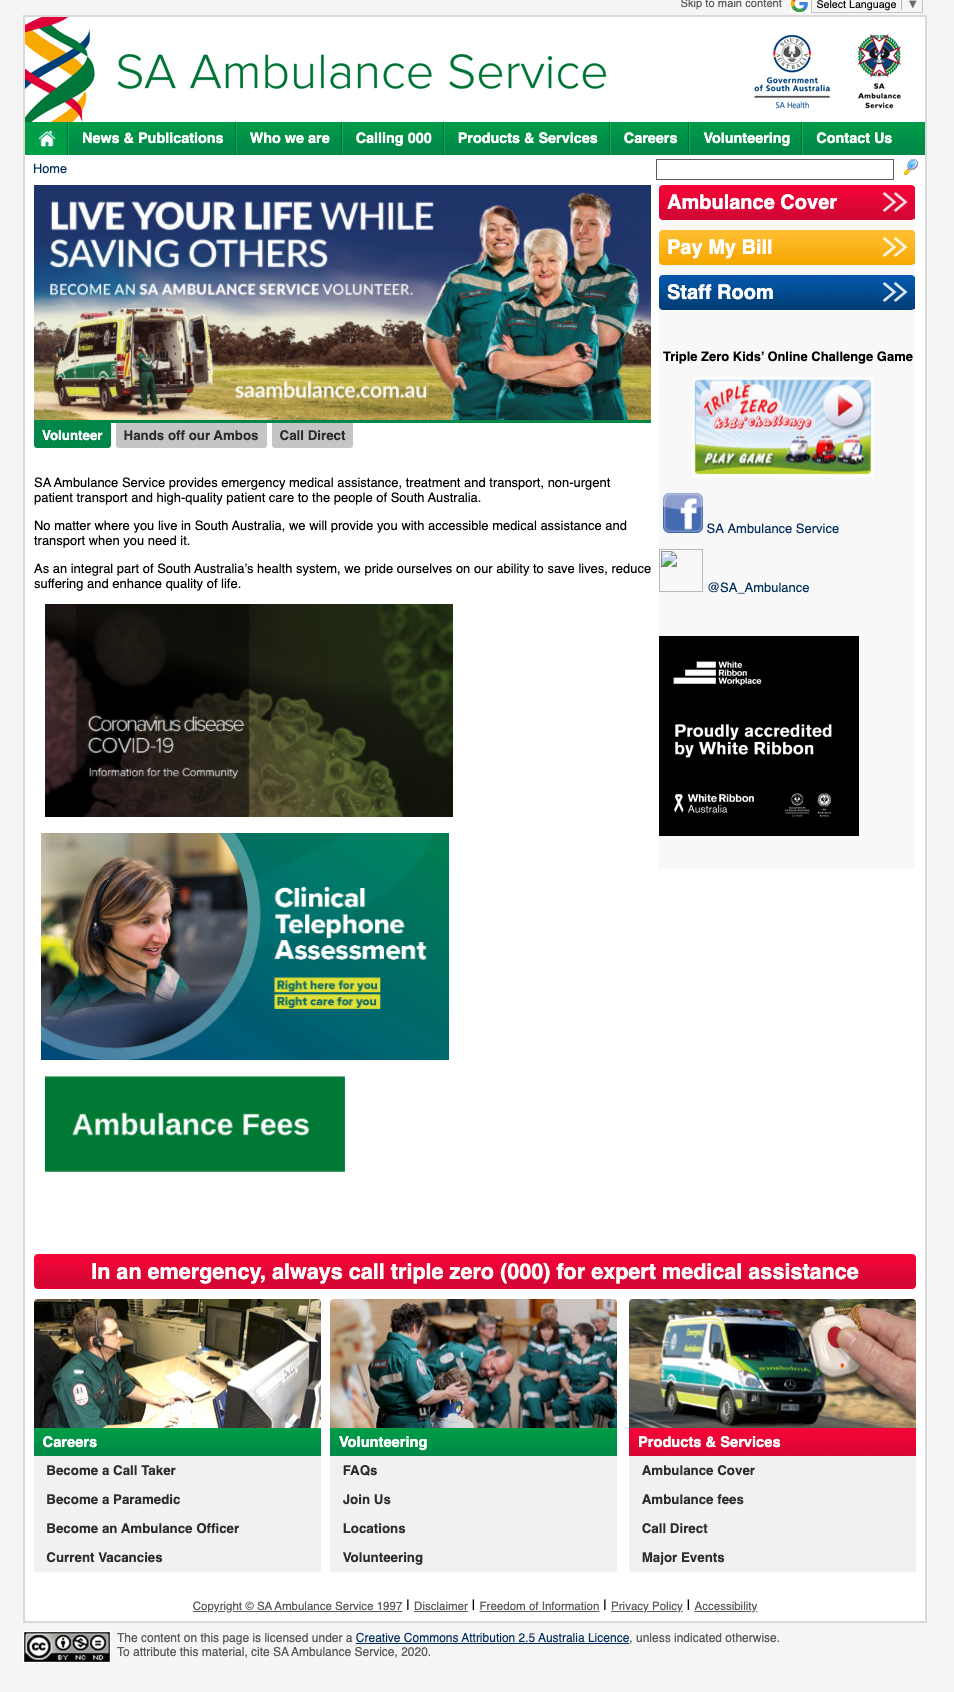 Skip to main content
Select Language ▼
SA Ambulance Service
Government
of South Australia
SA Health
SA
Ambulance
Service
News & Publications
Who we are
Calling 000
Products & Services
Careers
Volunteering
Contact Us
Home
LIVE YOUR LIFE WHILE
SAVING OTHERS
BECOME AN SA AMBULANCE SERVICE VOLUNTEER.
saambulance.com.au
Volunteer
Hands off our Ambos
Call Direct
Ambulance Cover
Pay My Bill
Staff Room
Triple Zero Kids’ Online Challenge Game
TRIPLE
ZERO
kids' challenge
PLAY GAME
SA Ambulance Service
@SA_Ambulance
White
Ribbon
Workplace
Proudly accredited
by White Ribbon
White Ribbon
Australia
SA Ambulance Service provides emergency medical assistance, treatment and transport, non-urgent
patient transport and high-quality patient care to the people of South Australia.
No matter where you live in South Australia, we will provide you with accessible medical assistance and
transport when you need it.
As an integral part of South Australia’s health system, we pride ourselves on our ability to save lives, reduce
suffering and enhance quality of life.
Coronavirus disease
COVID-19
Information for the Community
Clinical
Telephone
Assessment
Right here for you
Right care for you
Ambulance Fees
In an emergency, always call triple zero (000) for expert medical assistance
Careers
Become a Call Taker
Become a Paramedic
Become an Ambulance Officer
Current Vacancies
Volunteering
FAQs
Join Us
Locations
Volunteering
Products & Services
Ambulance Cover
Ambulance fees
Call Direct
Major Events
Copyright © SA Ambulance Service 1997 | Disclaimer | Freedom of Information | Privacy Policy | Accessibility
cc BY NC ND
The content on this page is licensed under a Creative Commons Attribution 2.5 Australia Licence, unless indicated otherwise.
To attribute this material, cite SA Ambulance Service, 2020.